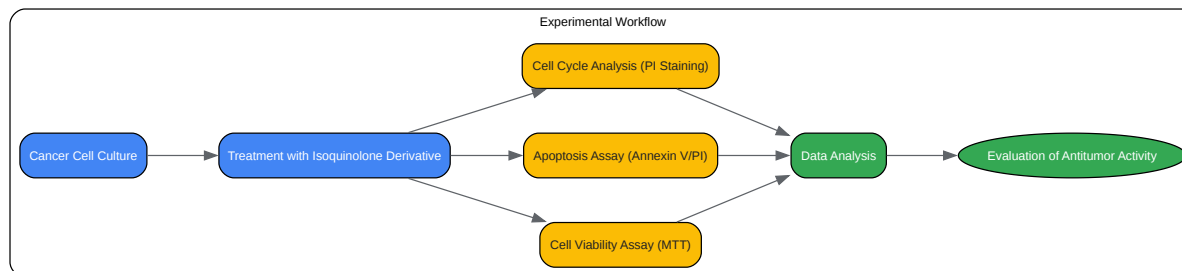 Experimental Workflow
Cell Cycle Analysis (PI Staining)
Cancer Cell Culture
Treatment with Isoquinolone Derivative
Apoptosis Assay (Annexin V/PI)
Data Analysis
Evaluation of Antitumor Activity
Cell Viability Assay (MTT)